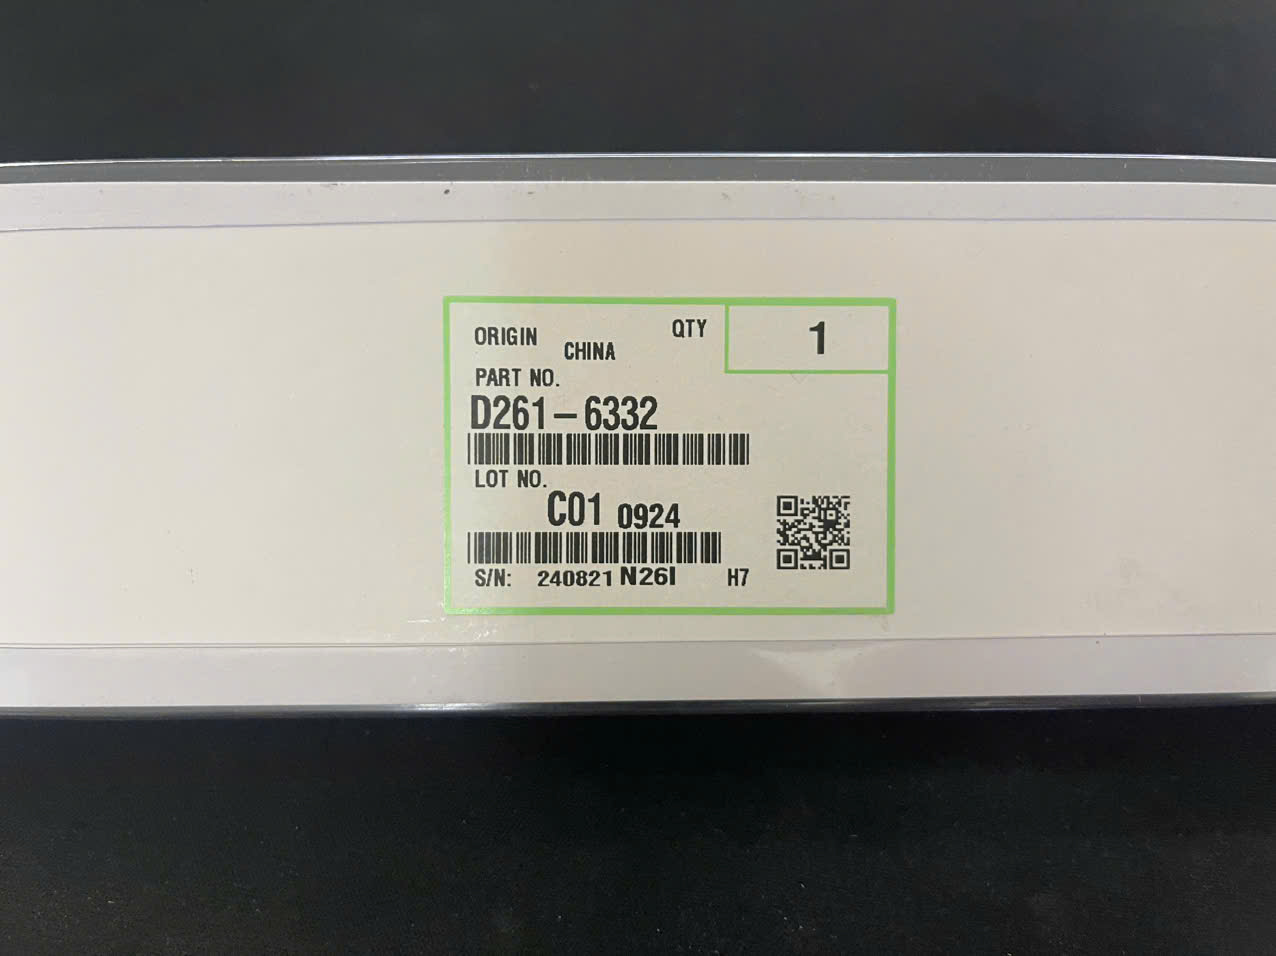 ORIGIN CHINA QTY 1
PART NO.
D261-6332
LOT NO.
C01 0924
S/N: 240821 N26I H7